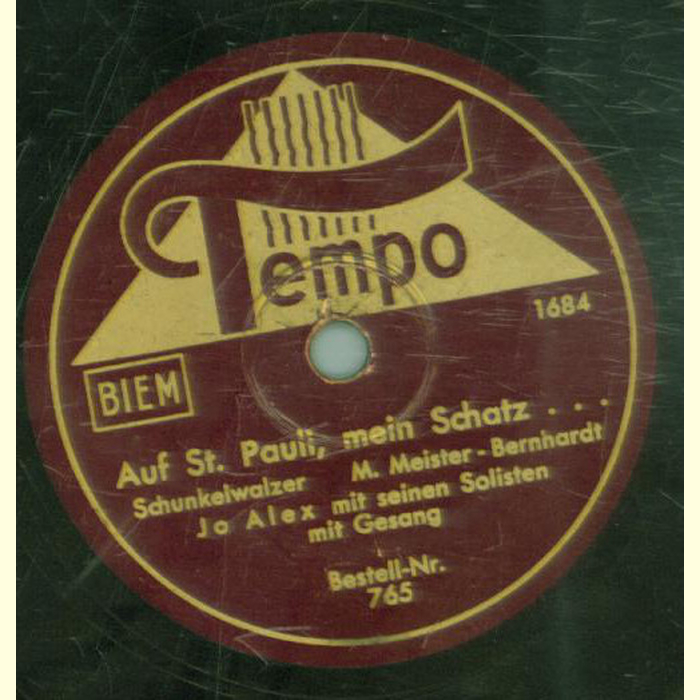 Tempo
1684
BIEM
Auf St. Pauli, mein Schatz . . .
Schunkelwalzer M. Meister-Bernhardt
Jo Alex mit seinen Solisten
mit Gesang
Bestell-Nr.
765